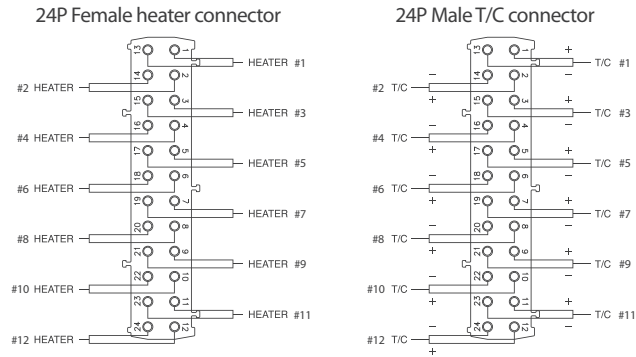 24P Female heater connector
24P Male T/C connector
13 1
HEATER #1
14 2
#2 HEATER
15 3
HEATER #3
16 4
#4 HEATER
17 5
HEATER #5
18 6
#6 HEATER
19 7
HEATER #7
20 8
#8 HEATER
21 9
HEATER #9
22 10
#10 HEATER
23 11
HEATER #11
24 12
#12 HEATER
13 1 +
T/C #1
− 14 2 −
#2 T/C
+ 15 3 +
T/C #3
− 16 4 −
#4 T/C
+ 17 5 +
T/C #5
− 18 6 −
#6 T/C
+ 19 7 +
T/C #7
− 20 8 −
#8 T/C
+ 21 9 +
T/C #9
− 22 10 −
#10 T/C
+ 23 11 +
T/C #11
− 24 12 −
#12 T/C
+